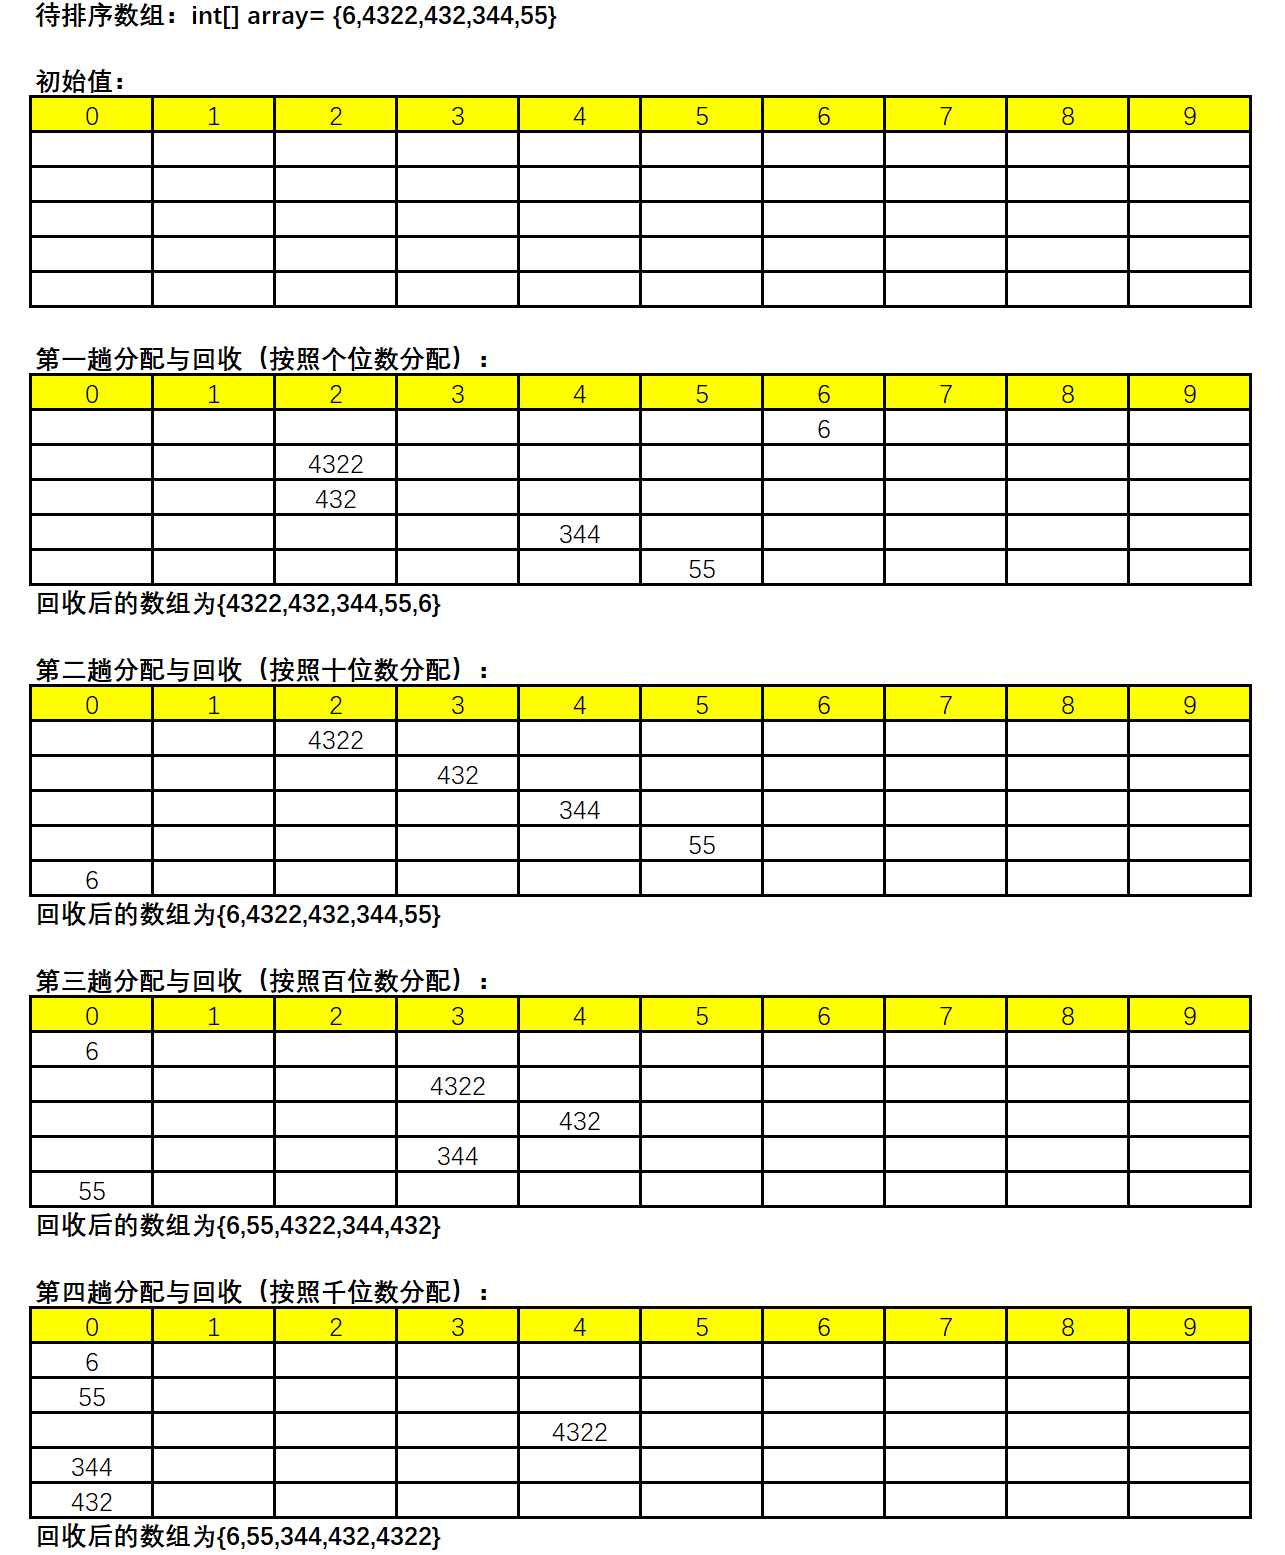 待排序数组：int[] array= {6,4322,432,344,55}
初始值：
0 1 2 3 4 5 6 7 8 9
第一趟分配与回收（按照个位数分配）：
0 1 2 3 4 5 6 7 8 9
6
4322
432
344
55
回收后的数组为{4322,432,344,55,6}
第二趟分配与回收（按照十位数分配）：
0 1 2 3 4 5 6 7 8 9
4322
432
344
55
6
回收后的数组为{6,4322,432,344,55}
第三趟分配与回收（按照百位数分配）：
0 1 2 3 4 5 6 7 8 9
6
4322
432
344
55
回收后的数组为{6,55,4322,344,432}
第四趟分配与回收（按照千位数分配）：
0 1 2 3 4 5 6 7 8 9
6
55
4322
344
432
回收后的数组为{6,55,344,432,4322}